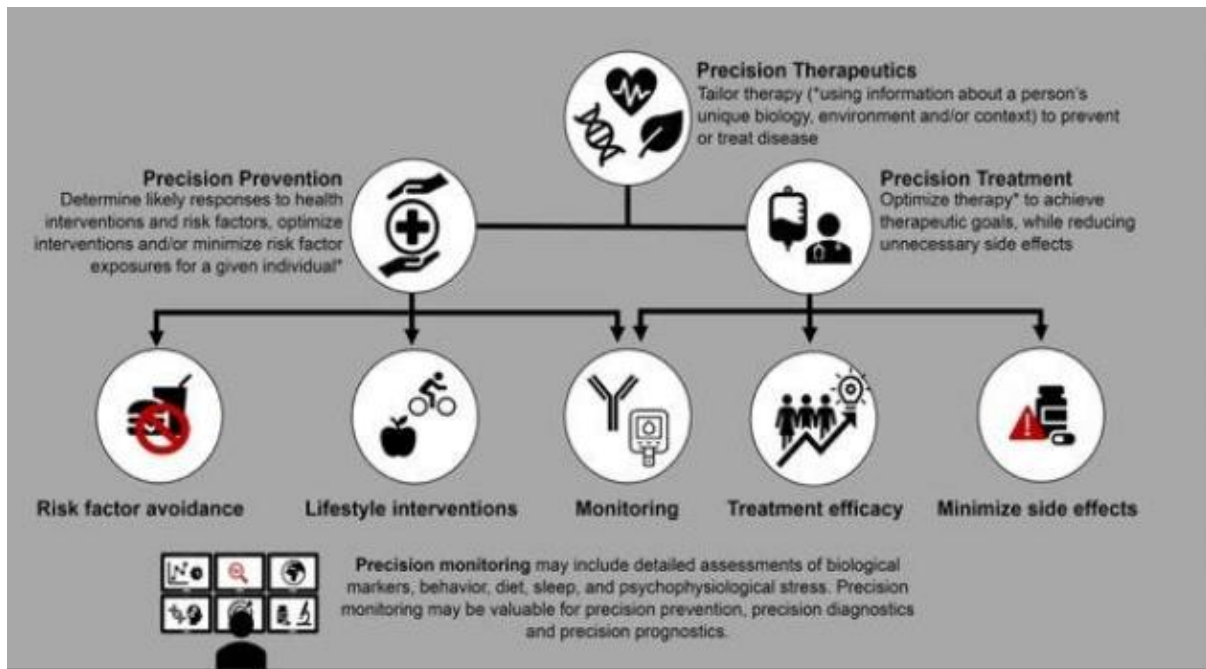 Precision Therapeutics
Tailor therapy (*using information about a person's
unique biology, environment and/or context) to prevent
or treat disease
Precision Prevention
Determine likely responses to health
interventions and risk factors, optimize
interventions and/or minimize risk factor
exposures for a given individual*
Precision Treatment
Optimize therapy* to achieve
therapeutic goals, while reducing
unnecessary side effects
Risk factor avoidance
Lifestyle interventions
Monitoring
Treatment efficacy
Minimize side effects
Precision monitoring may include detailed assessments of biological
markers, behavior, diet, sleep, and psychophysiological stress. Precision
monitoring may be valuable for precision prevention, precision diagnostics
and precision prognostics.